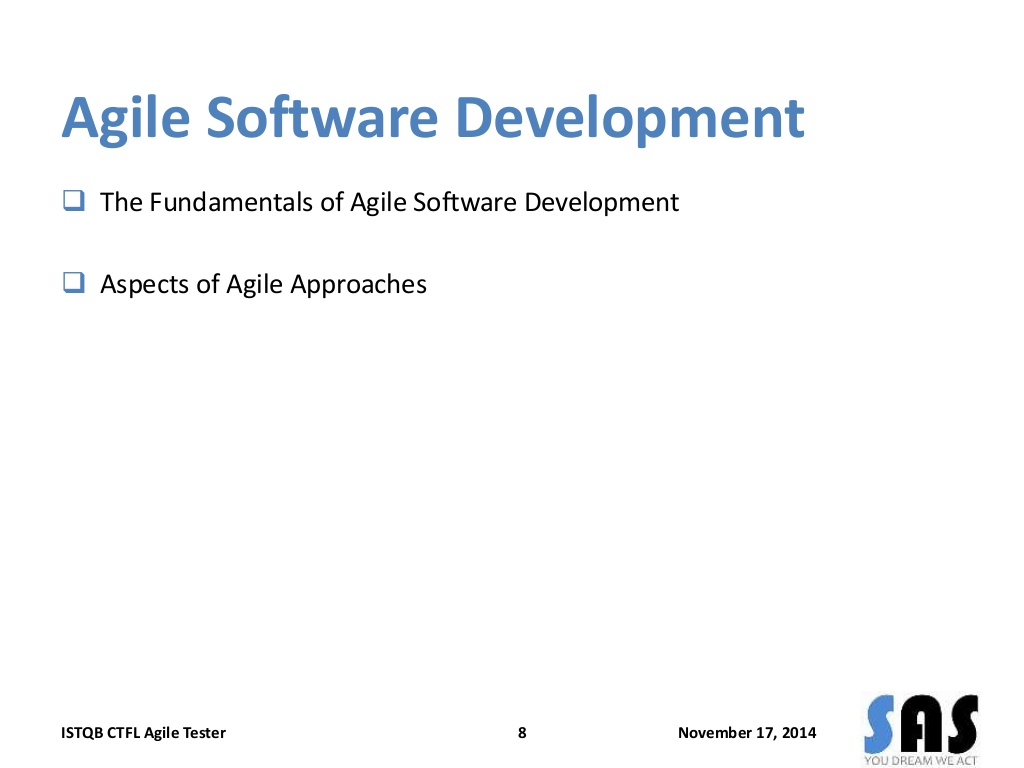 Agile Software Development
❑ The Fundamentals of Agile Software Development
❑ Aspects of Agile Approaches
ISTQB CTFL Agile Tester
8
November 17, 2014
SAS
YOU DREAM WE ACT